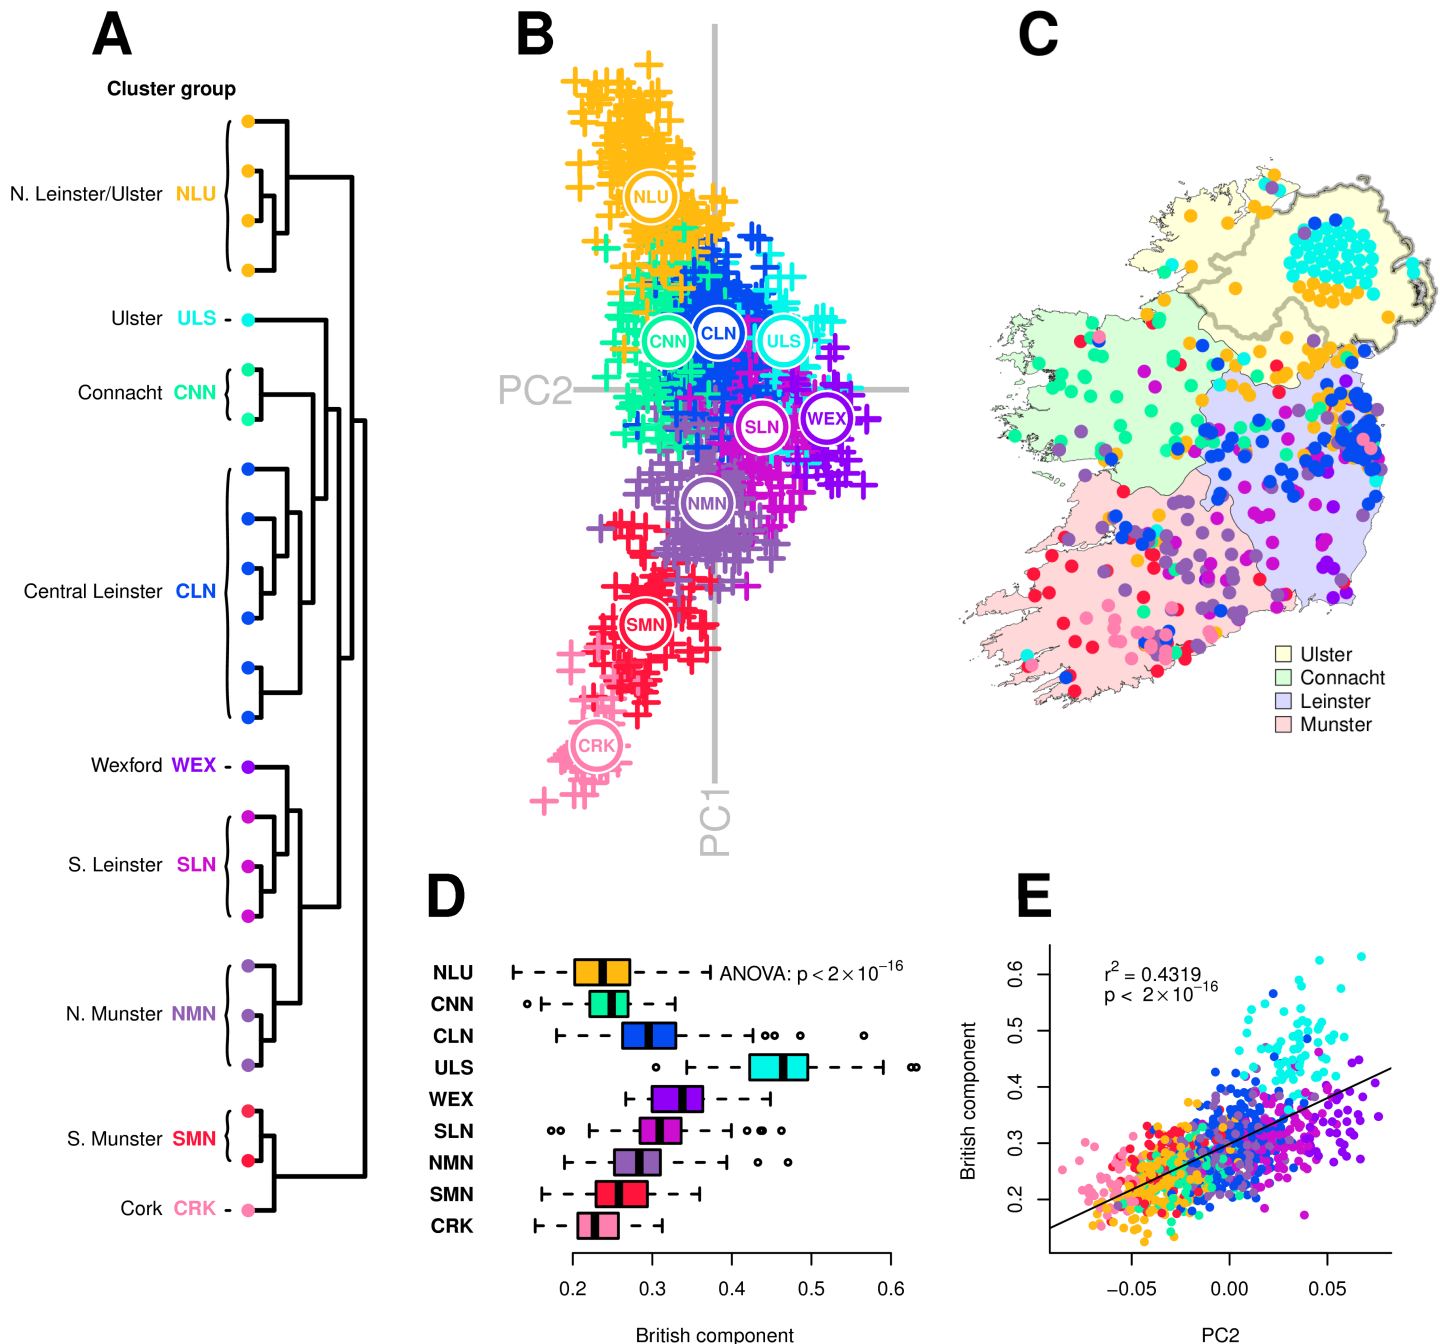 A
Cluster group
N. Leinster/Ulster NLU
Ulster ULS
Connacht CNN
Central Leinster CLN
Wexford WEX
S. Leinster SLN
N. Munster NMN
S. Munster SMN
Cork CRK
B
NLU
CNN
CLN
ULS
PC2
SLN
WEX
NMN
SMN
CRK
PC1
C
Ulster
Connacht
Leinster
Munster
D
NLU
CNN
CLN
ULS
WEX
SLN
NMN
SMN
CRK
ANOVA: p < 2 × 10⁻¹⁶
0.2 0.3 0.4 0.5 0.6
British component
E
r² = 0.4319
p < 2×10⁻¹⁶
British component
0.6
0.5
0.4
0.3
0.2
−0.05 0.00 0.05
PC2